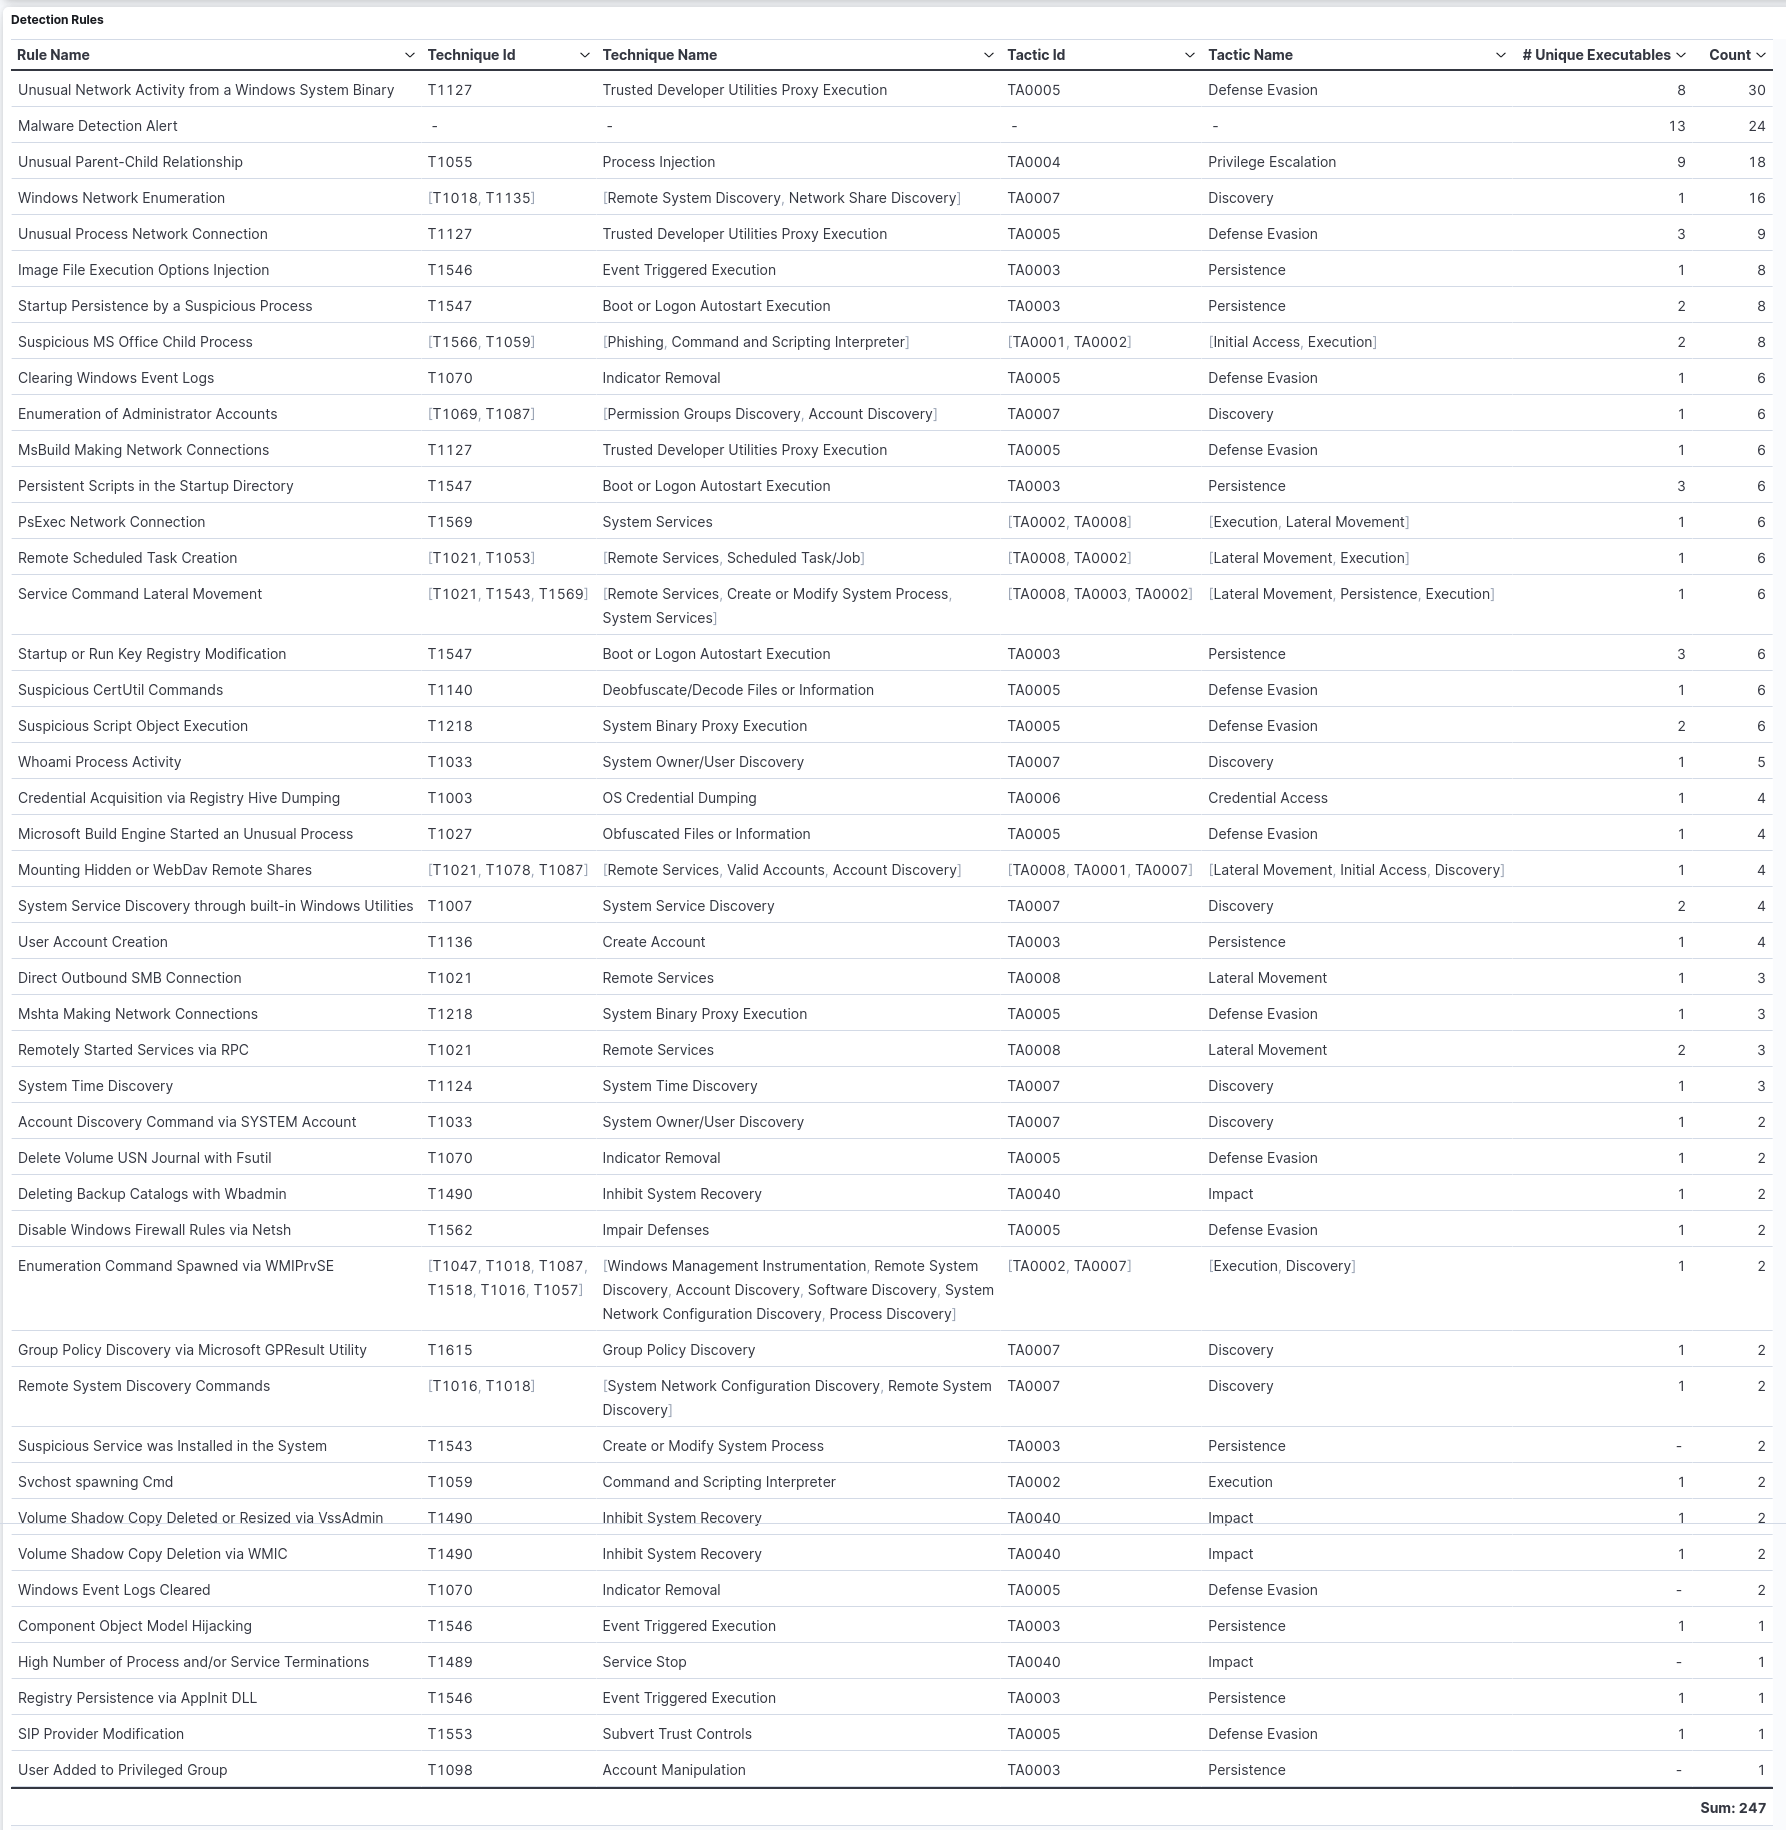 Detection Rules
Rule Name Technique Id Technique Name Tactic Id Tactic Name # Unique Executables Count
Unusual Network Activity from a Windows System Binary T1127 Trusted Developer Utilities Proxy Execution TA0005 Defense Evasion 8 30
Malware Detection Alert - - - - 13 24
Unusual Parent-Child Relationship T1055 Process Injection TA0004 Privilege Escalation 9 18
Windows Network Enumeration [T1018, T1135] [Remote System Discovery, Network Share Discovery] TA0007 Discovery 1 16
Unusual Process Network Connection T1127 Trusted Developer Utilities Proxy Execution TA0005 Defense Evasion 3 9
Image File Execution Options Injection T1546 Event Triggered Execution TA0003 Persistence 1 8
Startup Persistence by a Suspicious Process T1547 Boot or Logon Autostart Execution TA0003 Persistence 2 8
Suspicious MS Office Child Process [T1566, T1059] [Phishing, Command and Scripting Interpreter] [TA0001, TA0002] [Initial Access, Execution] 2 8
Clearing Windows Event Logs T1070 Indicator Removal TA0005 Defense Evasion 1 6
Enumeration of Administrator Accounts [T1069, T1087] [Permission Groups Discovery, Account Discovery] TA0007 Discovery 1 6
MsBuild Making Network Connections T1127 Trusted Developer Utilities Proxy Execution TA0005 Defense Evasion 1 6
Persistent Scripts in the Startup Directory T1547 Boot or Logon Autostart Execution TA0003 Persistence 3 6
PsExec Network Connection T1569 System Services [TA0002, TA0008] [Execution, Lateral Movement] 1 6
Remote Scheduled Task Creation [T1021, T1053] [Remote Services, Scheduled Task/Job] [TA0008, TA0002] [Lateral Movement, Execution] 1 6
Service Command Lateral Movement [T1021, T1543, T1569] [Remote Services, Create or Modify System Process, [TA0008, TA0003, TA0002] [Lateral Movement, Persistence, Execution] 1 6
System Services]
Startup or Run Key Registry Modification T1547 Boot or Logon Autostart Execution TA0003 Persistence 3 6
Suspicious CertUtil Commands T1140 Deobfuscate/Decode Files or Information TA0005 Defense Evasion 1 6
Suspicious Script Object Execution T1218 System Binary Proxy Execution TA0005 Defense Evasion 2 6
Whoami Process Activity T1033 System Owner/User Discovery TA0007 Discovery 1 5
Credential Acquisition via Registry Hive Dumping T1003 OS Credential Dumping TA0006 Credential Access 1 4
Microsoft Build Engine Started an Unusual Process T1027 Obfuscated Files or Information TA0005 Defense Evasion 1 4
Mounting Hidden or WebDav Remote Shares [T1021, T1078, T1087] [Remote Services, Valid Accounts, Account Discovery] [TA0008, TA0001, TA0007] [Lateral Movement, Initial Access, Discovery] 1 4
System Service Discovery through built-in Windows Utilities T1007 System Service Discovery TA0007 Discovery 2 4
User Account Creation T1136 Create Account TA0003 Persistence 1 4
Direct Outbound SMB Connection T1021 Remote Services TA0008 Lateral Movement 1 3
Mshta Making Network Connections T1218 System Binary Proxy Execution TA0005 Defense Evasion 1 3
Remotely Started Services via RPC T1021 Remote Services TA0008 Lateral Movement 2 3
System Time Discovery T1124 System Time Discovery TA0007 Discovery 1 3
Account Discovery Command via SYSTEM Account T1033 System Owner/User Discovery TA0007 Discovery 1 2
Delete Volume USN Journal with Fsutil T1070 Indicator Removal TA0005 Defense Evasion 1 2
Deleting Backup Catalogs with Wbadmin T1490 Inhibit System Recovery TA0040 Impact 1 2
Disable Windows Firewall Rules via Netsh T1562 Impair Defenses TA0005 Defense Evasion 1 2
Enumeration Command Spawned via WMIPrvSE [T1047, T1018, T1087, [Windows Management Instrumentation, Remote System [TA0002, TA0007] [Execution, Discovery] 1 2
T1518, T1016, T1057] Discovery, Account Discovery, Software Discovery, System
Network Configuration Discovery, Process Discovery]
Group Policy Discovery via Microsoft GPResult Utility T1615 Group Policy Discovery TA0007 Discovery 1 2
Remote System Discovery Commands [T1016, T1018] [System Network Configuration Discovery, Remote System TA0007 Discovery 1 2
Discovery]
Suspicious Service was Installed in the System T1543 Create or Modify System Process TA0003 Persistence - 2
Svchost spawning Cmd T1059 Command and Scripting Interpreter TA0002 Execution 1 2
Volume Shadow Copy Deleted or Resized via VssAdmin T1490 Inhibit System Recovery TA0040 Impact 1 2
Volume Shadow Copy Deletion via WMIC T1490 Inhibit System Recovery TA0040 Impact 1 2
Windows Event Logs Cleared T1070 Indicator Removal TA0005 Defense Evasion - 2
Component Object Model Hijacking T1546 Event Triggered Execution TA0003 Persistence 1 1
High Number of Process and/or Service Terminations T1489 Service Stop TA0040 Impact - 1
Registry Persistence via AppInit DLL T1546 Event Triggered Execution TA0003 Persistence 1 1
SIP Provider Modification T1553 Subvert Trust Controls TA0005 Defense Evasion 1 1
User Added to Privileged Group T1098 Account Manipulation TA0003 Persistence - 1
Sum: 247